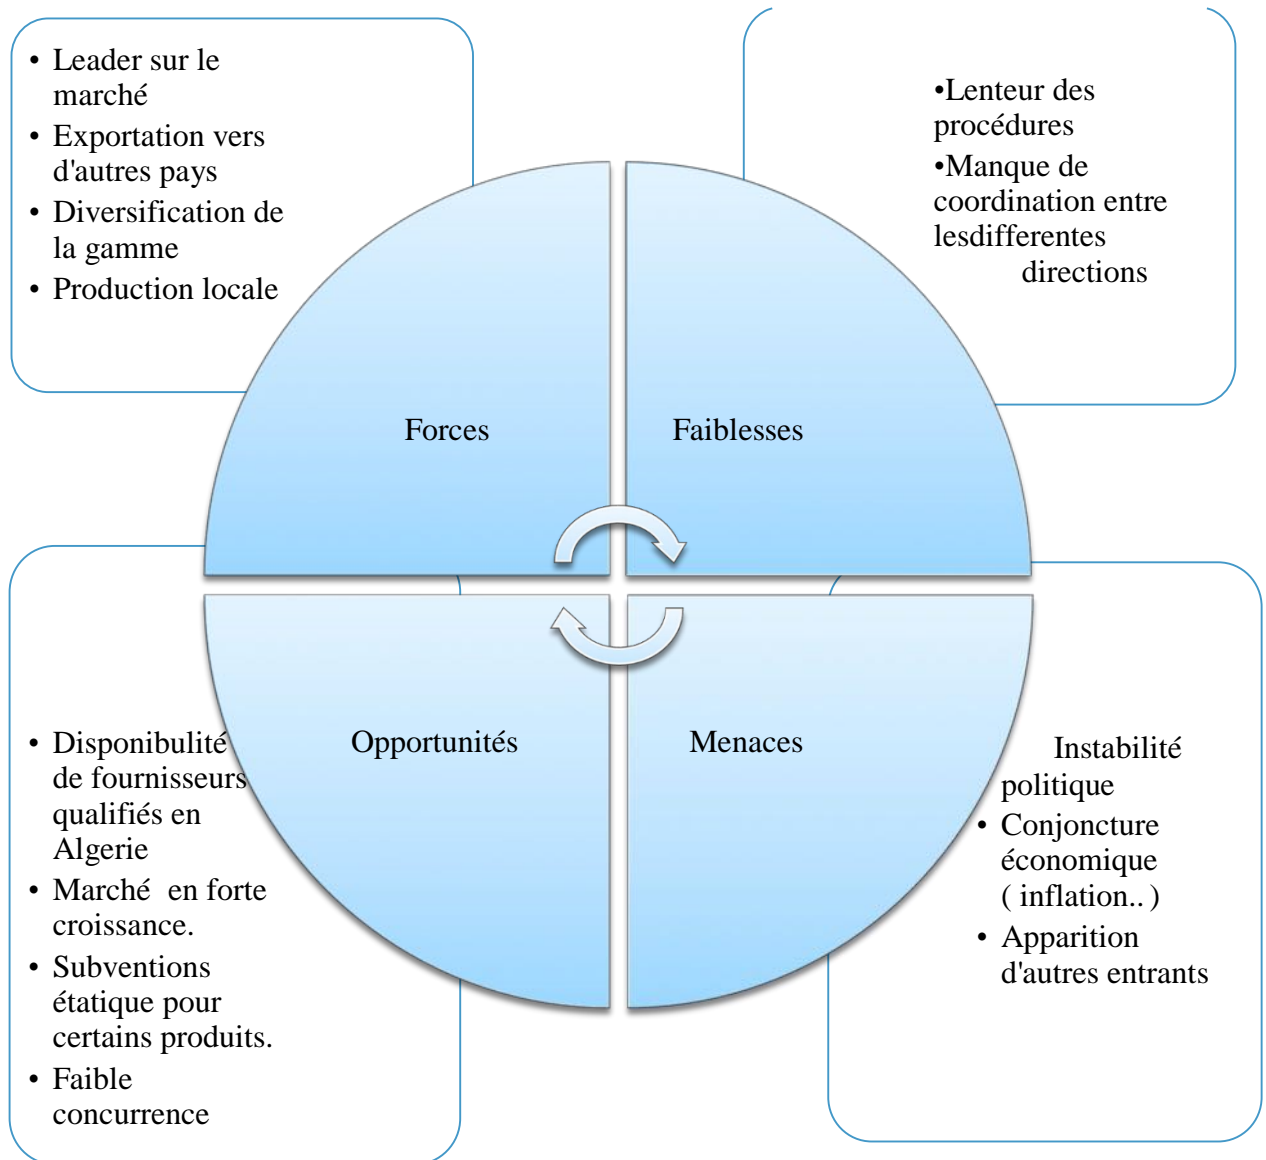 • Leader sur le
marché
• Exportation vers
d'autres pays
• Diversification de
la gamme
• Production locale
•Lenteur des
procédures
•Manque de
coordination entre
lesdifferentes
directions
Forces
Faiblesses
Opportunités
Menaces
• Disponibulité
de fournisseurs
qualifiés en
Algerie
• Marché en forte
croissance.
• Subventions
étatique pour
certains produits.
• Faible
concurrence
Instabilité
politique
• Conjoncture
économique
( inflation.. )
• Apparition
d'autres entrants